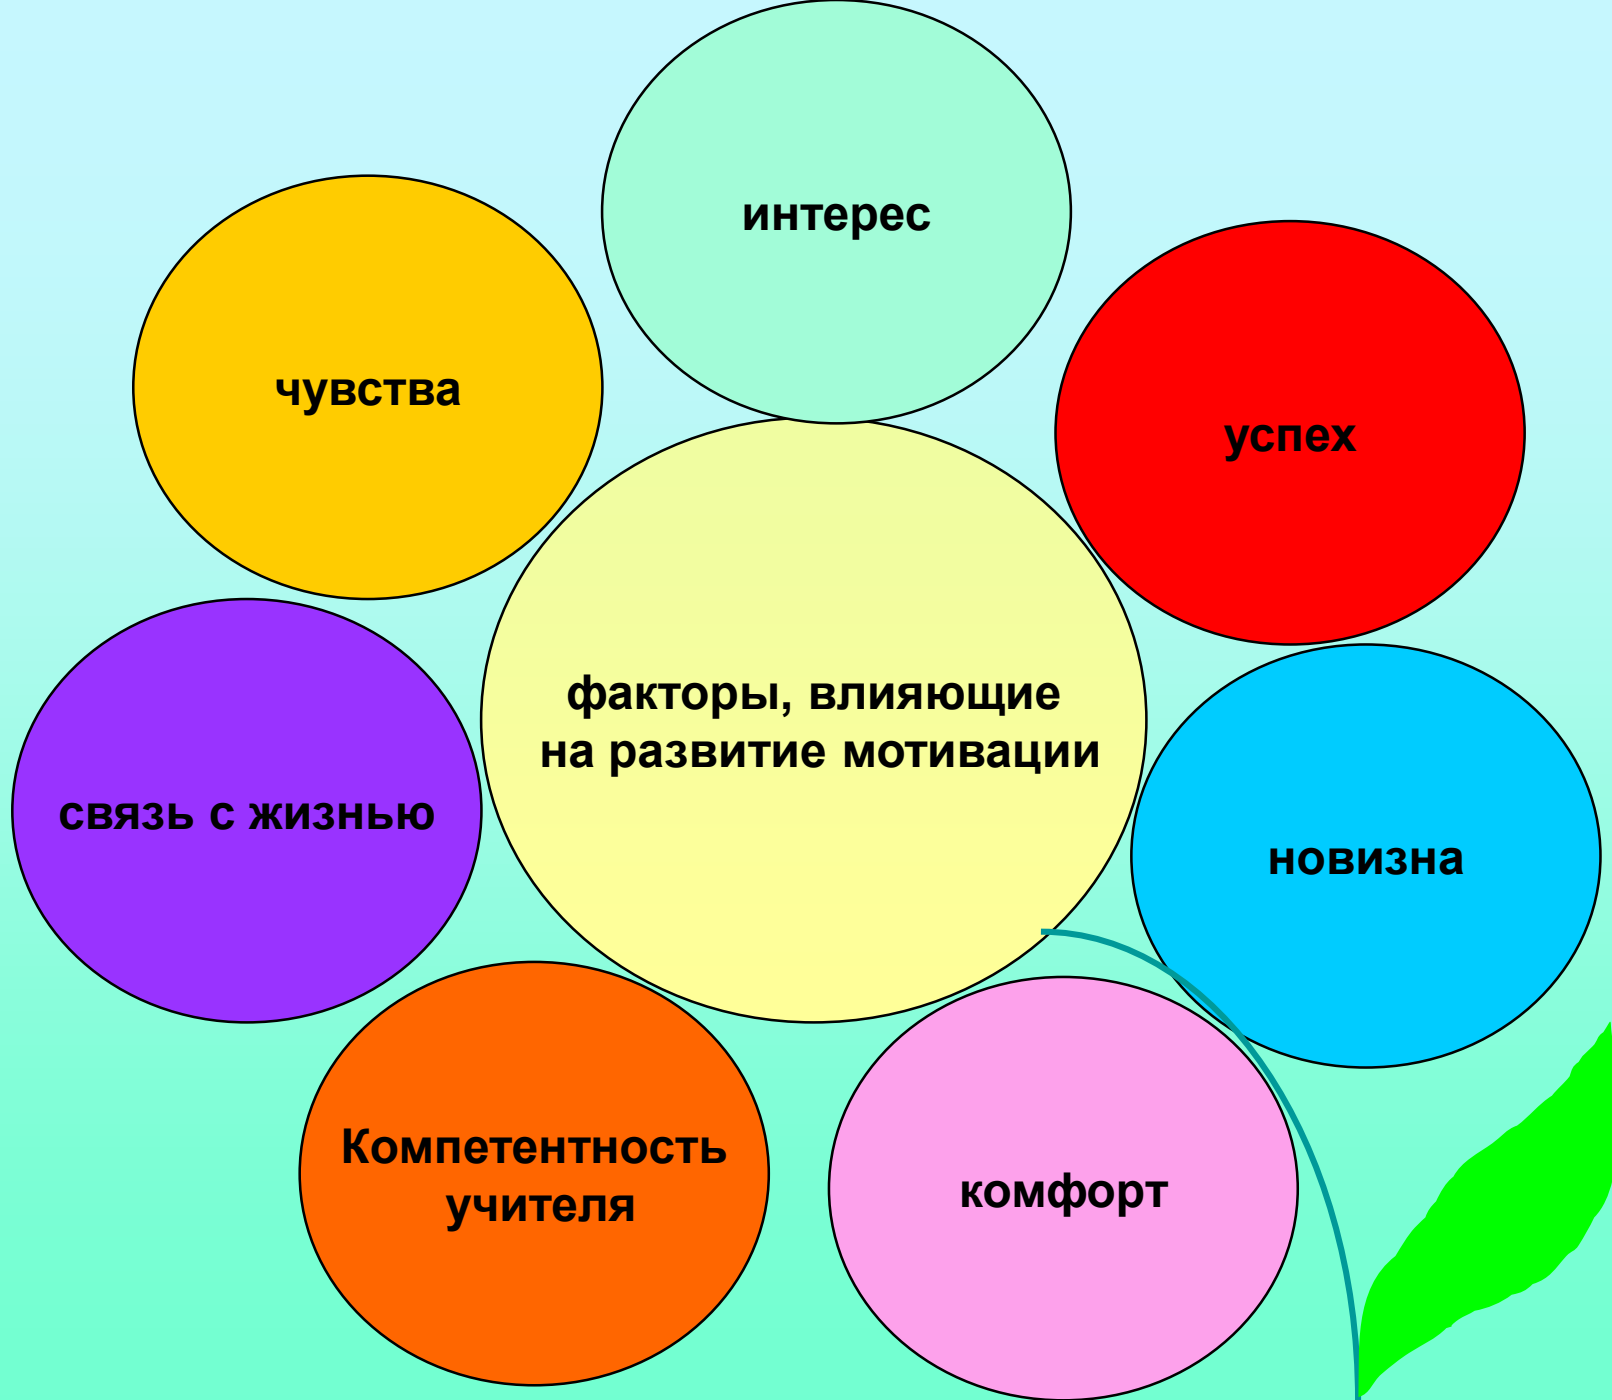 интерес
чувства
успех
факторы, влияющие
на развитие мотивации
связь с жизнью
новизна
Компетентность
учителя
комфорт